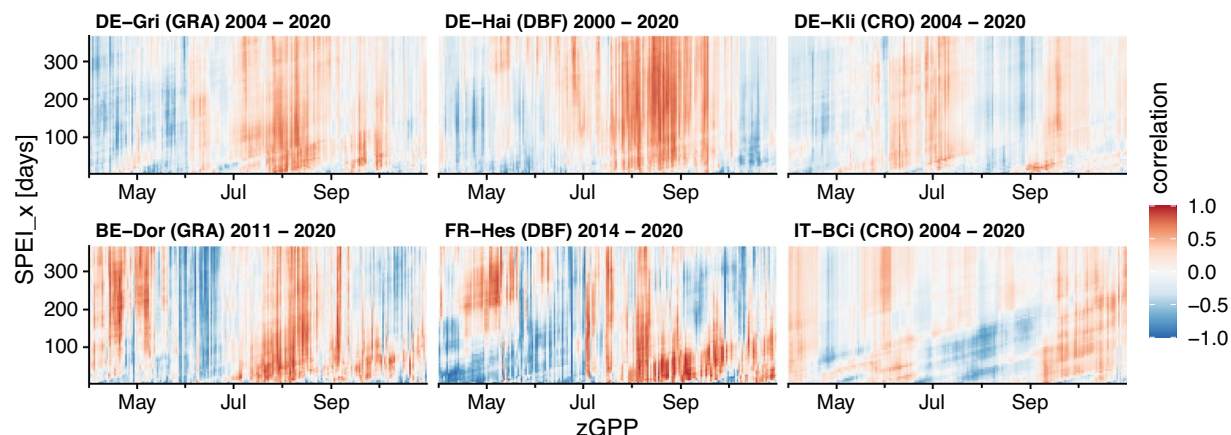 DE−Gri (GRA) 2004 − 2020
DE−Hai (DBF) 2000 − 2020
DE−Kli (CRO) 2004 − 2020
300
200
100
May Jul Sep
May Jul Sep
May Jul Sep
SPEI_x [days]
BE−Dor (GRA) 2011 − 2020
FR−Hes (DBF) 2014 − 2020
IT−BCi (CRO) 2004 − 2020
300
200
100
May Jul Sep
May Jul Sep
May Jul Sep
zGPP
correlation
1.0
0.5
0.0
−0.5
−1.0